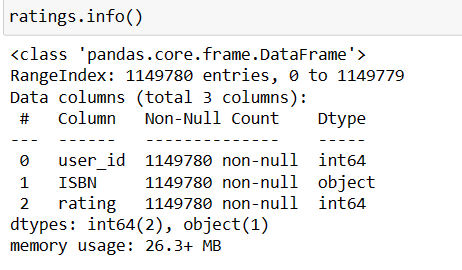 ratings.info()
<class 'pandas.core.frame.DataFrame'>
RangeIndex: 1149780 entries, 0 to 1149779
Data columns (total 3 columns):
 #   Column   Non-Null Count    Dtype
---  ------   --------------    -----
 0   user_id  1149780 non-null  int64
 1   ISBN     1149780 non-null  object
 2   rating   1149780 non-null  int64
dtypes: int64(2), object(1)
memory usage: 26.3+ MB